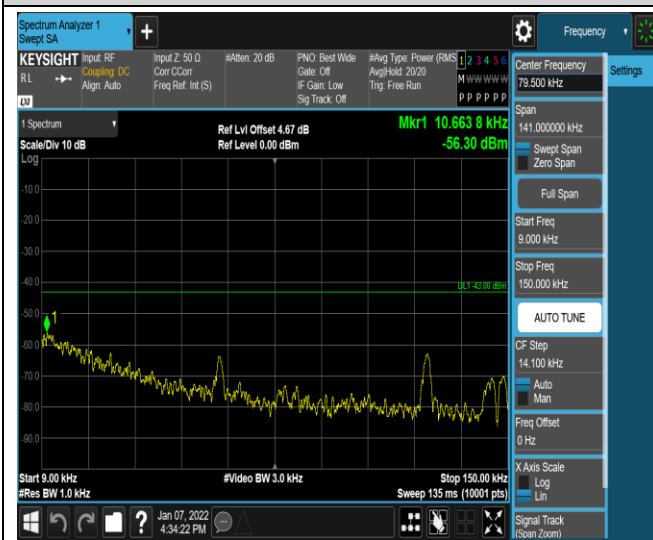 Spectrum Analyzer 1
Swept SA
+
Frequency
KEYSIGHT
RL
LXI
Input: RF
Coupling: DC
Align: Auto
Input Z: 50 Ω
Corr CCorr
Freq Ref: Int (S)
#Atten: 20 dB
PNO: Best Wide
Gate: Off
IF Gain: Low
Sig Track: Off
#Avg Type: Power (RMS
Avg|Hold: 20/20
Trig: Free Run
1 2 3 4 5 6
M W W W W W
P P P P P P
Settings
Center Frequency
79.500 kHz
Span
141.000000 kHz
Swept Span
Zero Span
Full Span
Start Freq
9.000 kHz
Stop Freq
150.000 kHz
AUTO TUNE
CF Step
14.100 kHz
Auto
Man
Freq Offset
0 Hz
X Axis Scale
Log
Lin
Signal Track
(Span Zoom)
1 Spectrum
Scale/Div 10 dB
Log
Ref Lvl Offset 4.67 dB
Ref Level 0.00 dBm
Mkr1 10.663 8 kHz
-56.30 dBm
-10.0
-20.0
-30.0
-40.0
DL1 -43.00 dBm
-50.0
1
-60.0
-70.0
-80.0
-90.0
Start 9.00 kHz
#Res BW 1.0 kHz
#Video BW 3.0 kHz
Stop 150.00 kHz
Sweep 135 ms (10001 pts)
?
Jan 07, 2022
4:34:22 PM